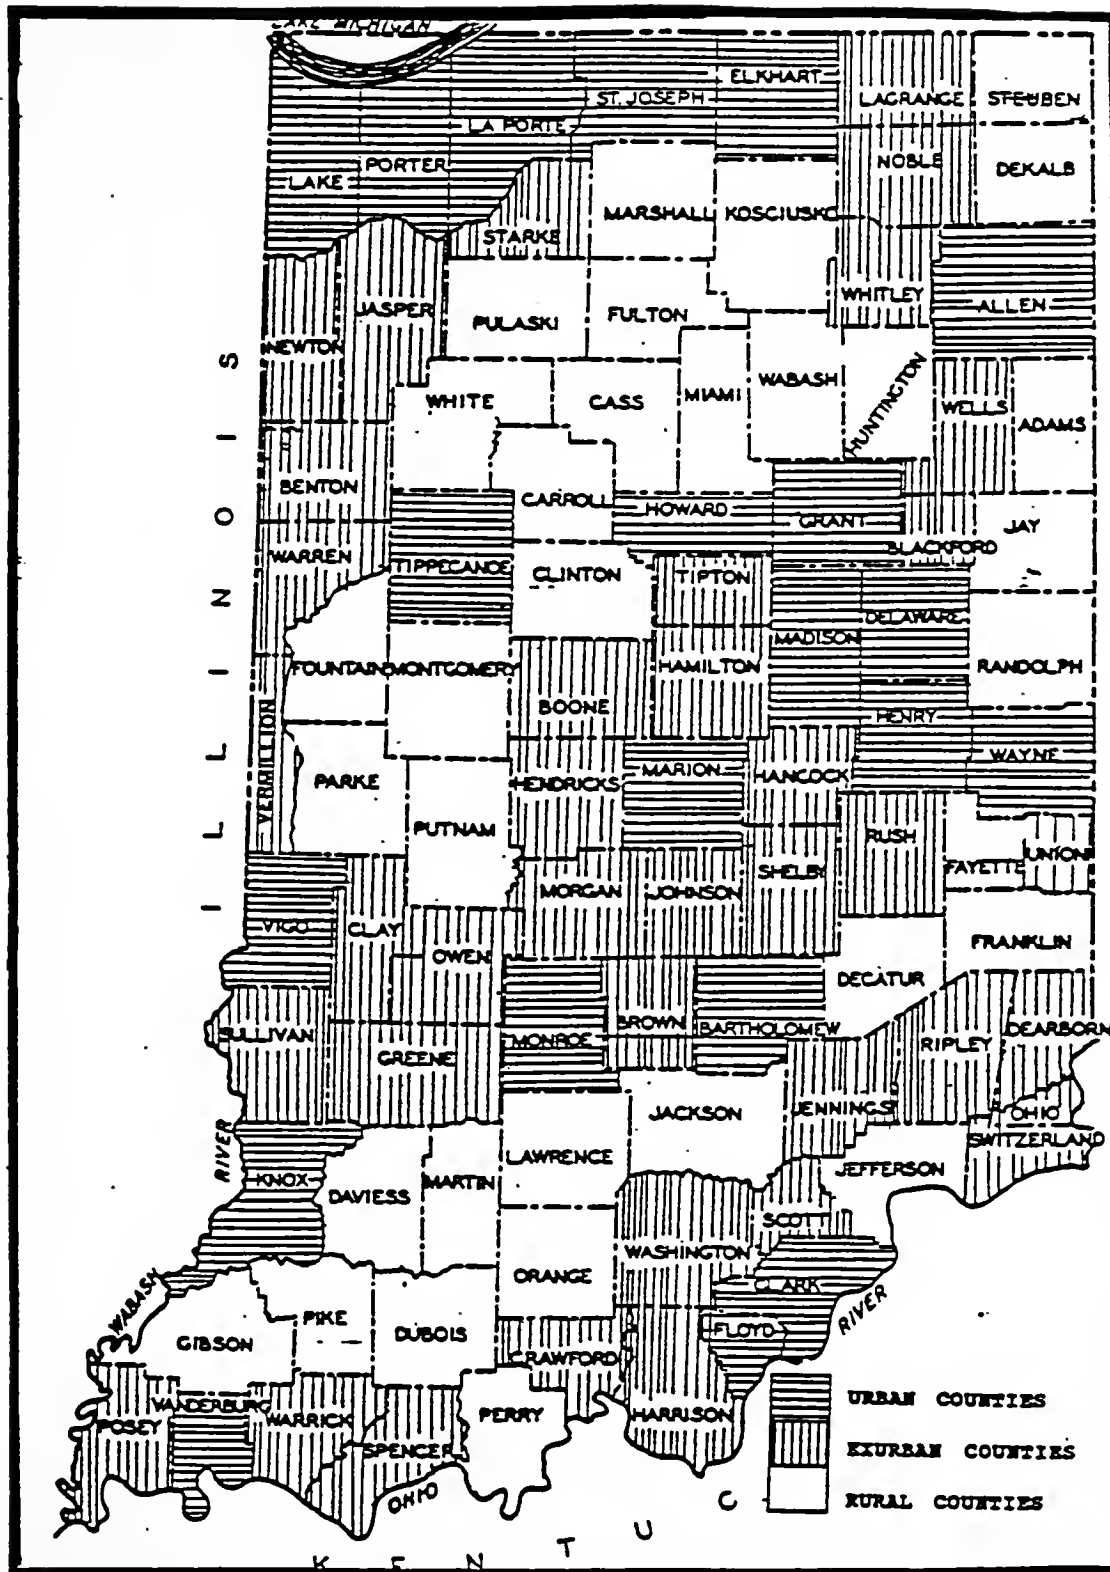 LAKE MICHIGAN
ELKHART
ST. JOSEPH
LAGRANGE
STEUBEN
LA PORTE
PORTER
NOBLE
DEKALB
LAKE
MARSHALL
KOSCIUSKO
STARKE
JASPER
WHITLEY
ALLEN
PULASKI
FULTON
NEWTON
WABASH
MIAMI
HUNTINGTON
WHITE
CASS
WELLS
ADAMS
BENTON
CARROLL
HOWARD
GRANT
JAY
BLACKFORD
WARREN
TIPPECANOE
CLINTON
TIPTON
DELAWARE
MADISON
FOUNTAIN
MONTGOMERY
HAMILTON
RANDOLPH
BOONE
HENRY
VERMILLION
WAYNE
MARION
HANCOCK
PARKE
HENDRICKS
PUTNAM
RUSH
UNION
FAYETTE
SHELBY
MORGAN
JOHNSON
VIGO
CLAY
FRANKLIN
OWEN
DECATUR
SULLIVAN
BROWN
BARTHOLOMEW
DEARBORN
MONROE
RIPLEY
GREENE
JACKSON
JENNINGS
OHIO
SWITZERLAND
LAWRENCE
JEFFERSON
KNOX
DAVIESS
MARTIN
SCOTT
WASHINGTON
ORANGE
CLARK
PIKE
FLOYD
DUBOIS
GIBSON
CRAWFORD
VANDERBURG
WARRICK
POSEY
PERRY
HARRISON
SPENCER
ILLINOIS
WABASH RIVER
OHIO RIVER
KENTUC
URBAN COUNTIES
EXURBAN COUNTIES
RURAL COUNTIES